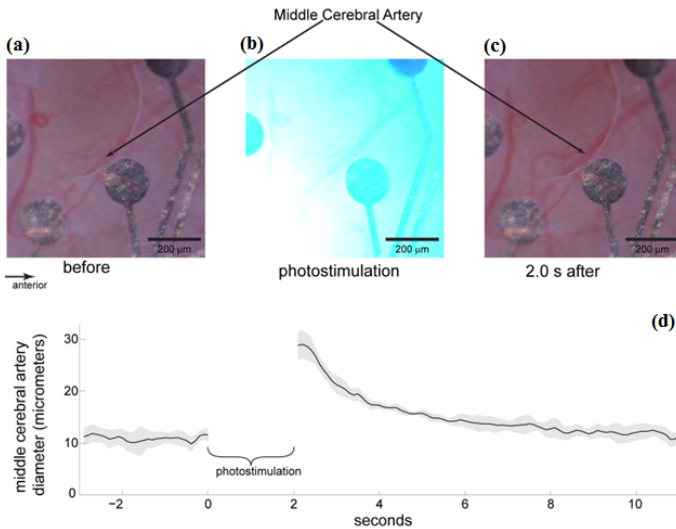 Middle Cerebral Artery
(a)
(b)
(c)
200 μm
200 μm
200 μm
before
photostimulation
2.0 s after
anterior
(d)
middle cerebral artery
diameter (micrometers)
30
20
10
0
photostimulation
−2
0
2
4
6
8
10
seconds